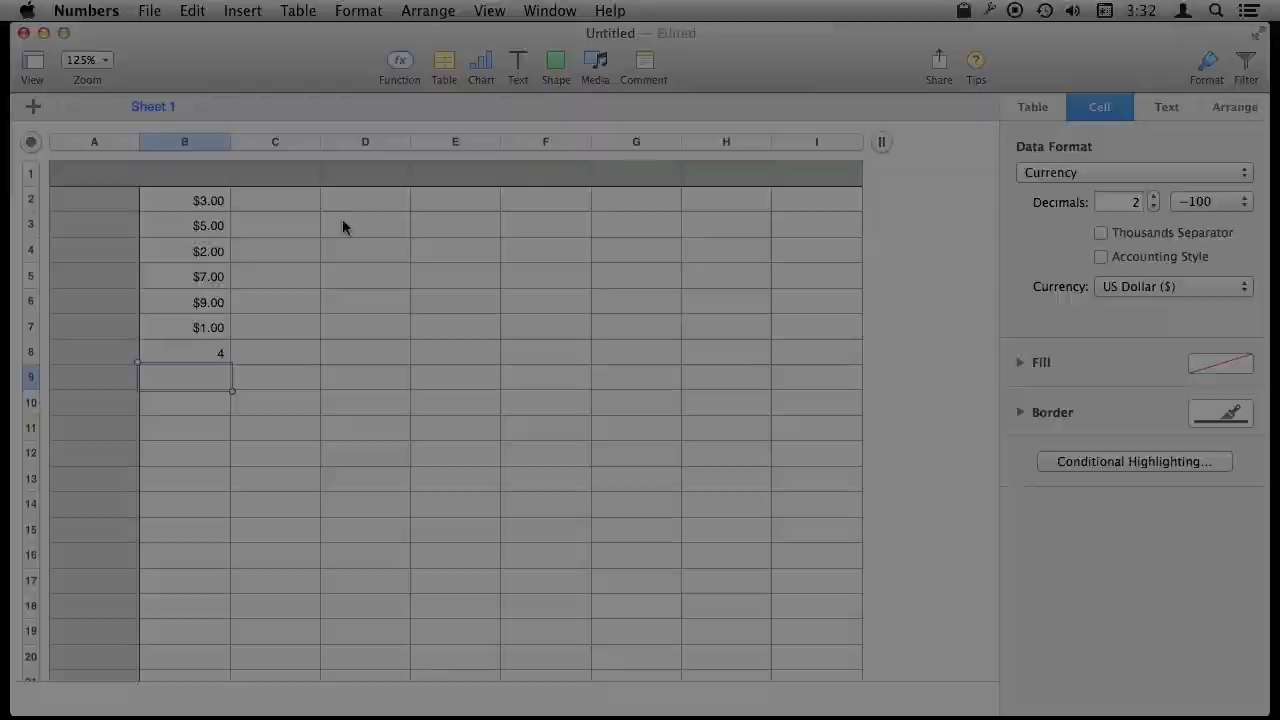 Numbers File Edit Insert Table Format Arrange View Window Help 3:32
Untitled — Edited
125%
View Zoom Function Table Chart Text Shape Media Comment Share Tips Format Filter
Sheet 1 Table Cell Text Arrange
A B C D E F G H I
Data Format
Currency
Decimals: 2 −100
Thousands Separator
Accounting Style
Currency: US Dollar ($)
Fill
Border
Conditional Highlighting...
1
2 $3.00
3 $5.00
4 $2.00
5 $7.00
6 $9.00
7 $1.00
8 4
9
10
11
12
13
14
15
16
17
18
19
20